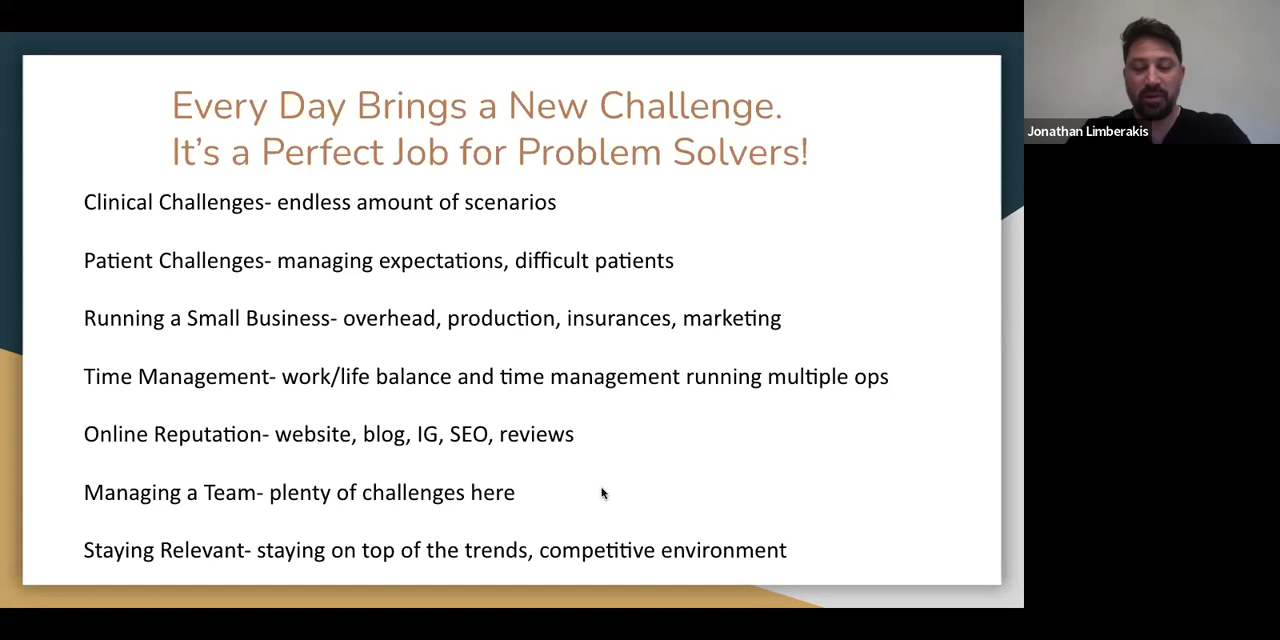 Every Day Brings a New Challenge.
It's a Perfect Job for Problem Solvers!
Clinical Challenges- endless amount of scenarios
Patient Challenges- managing expectations, difficult patients
Running a Small Business- overhead, production, insurances, marketing
Time Management- work/life balance and time management running multiple ops
Online Reputation- website, blog, IG, SEO, reviews
Managing a Team- plenty of challenges here
Staying Relevant- staying on top of the trends, competitive environment
Jonathan Limberakis